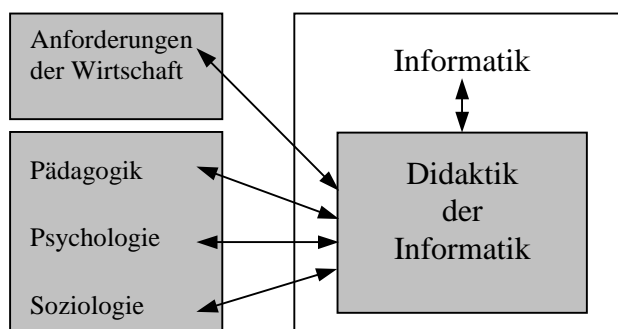 Anforderungen
der Wirtschaft
Pädagogik
Psychologie
Soziologie
Informatik
Didaktik
der
Informatik